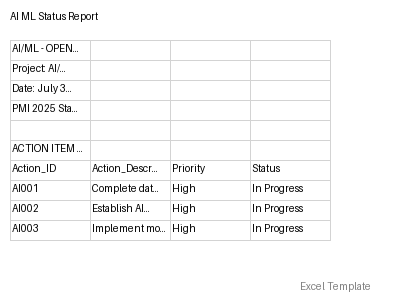 AI ML Status Report
AI/ML - OPEN...
Project: AI/...
Date: July 3...
PMI 2025 Sta...
ACTION ITEM ...
Action_ID Action_Descr... Priority Status
AI001 Complete dat... High In Progress
AI002 Establish AI... High In Progress
AI003 Implement mo... High In Progress
Excel Template